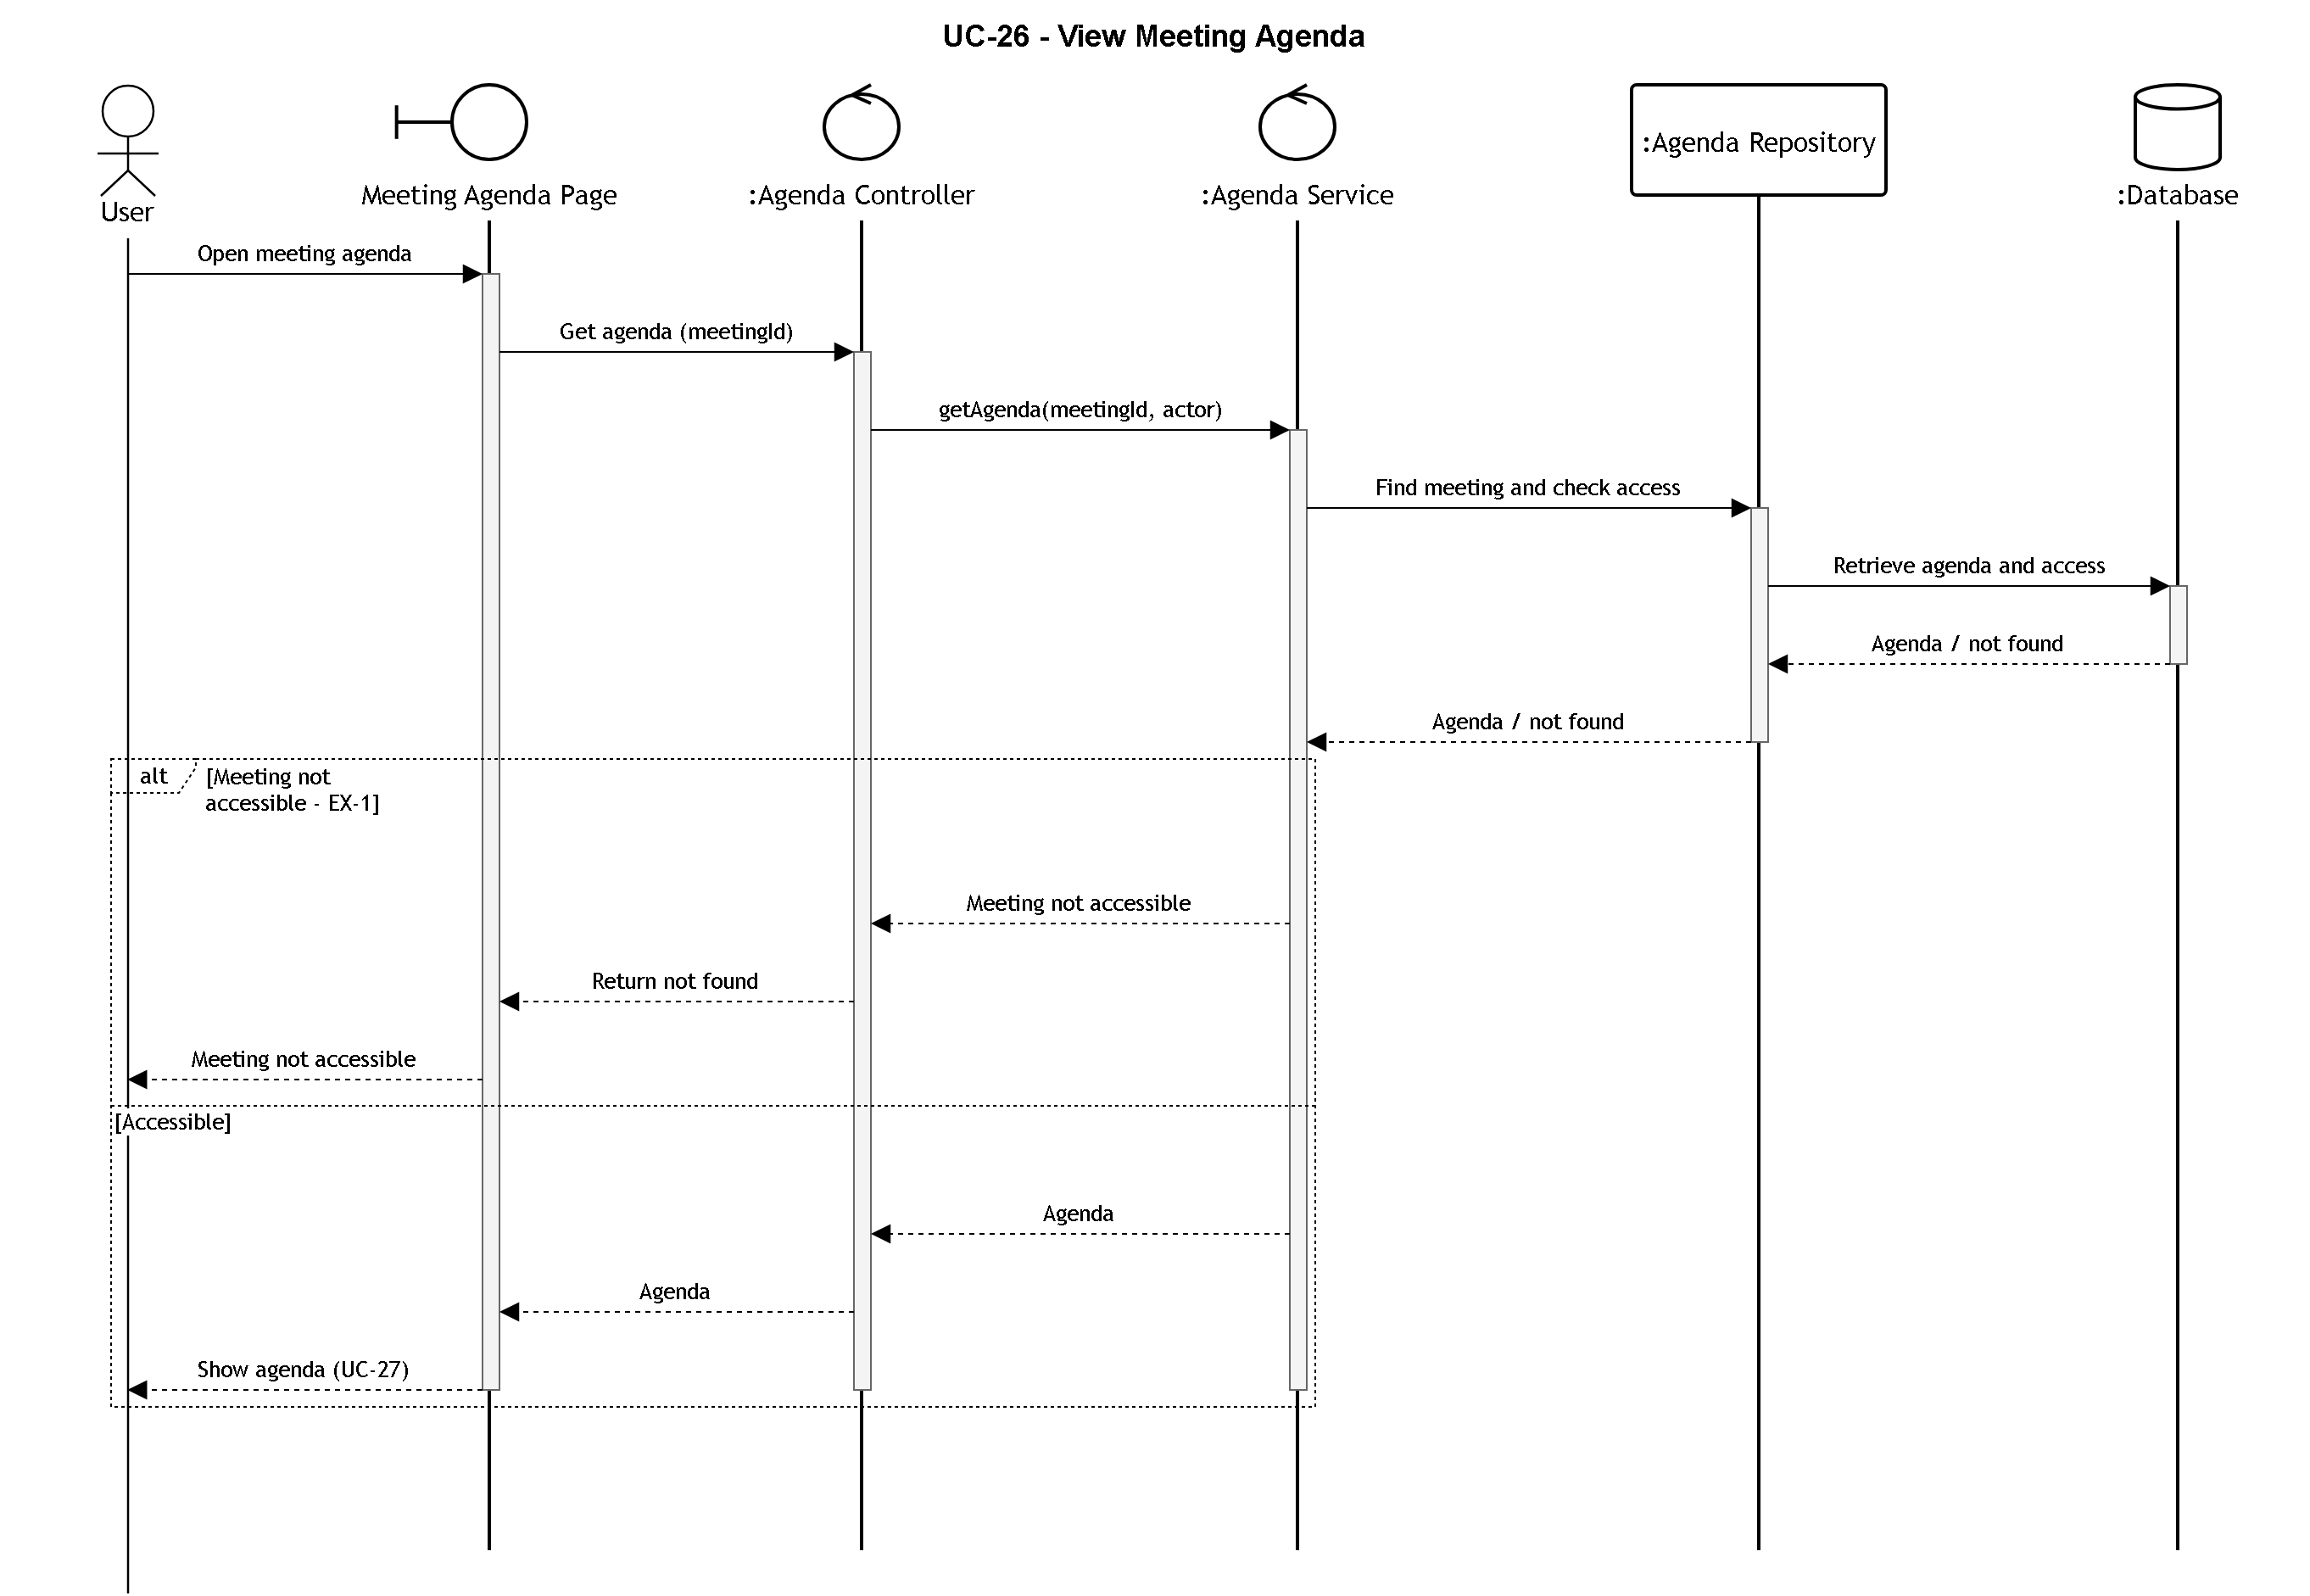 UC-26 - View Meeting Agenda
User
Meeting Agenda Page
:Agenda Controller
:Agenda Service
:Agenda Repository
:Database
Open meeting agenda
Get agenda (meetingId)
getAgenda(meetingId, actor)
Find meeting and check access
Retrieve agenda and access
Agenda / not found
Agenda / not found
alt
[Meeting not
accessible - EX-1]
Meeting not accessible
Return not found
Meeting not accessible
[Accessible]
Agenda
Agenda
Show agenda (UC-27)